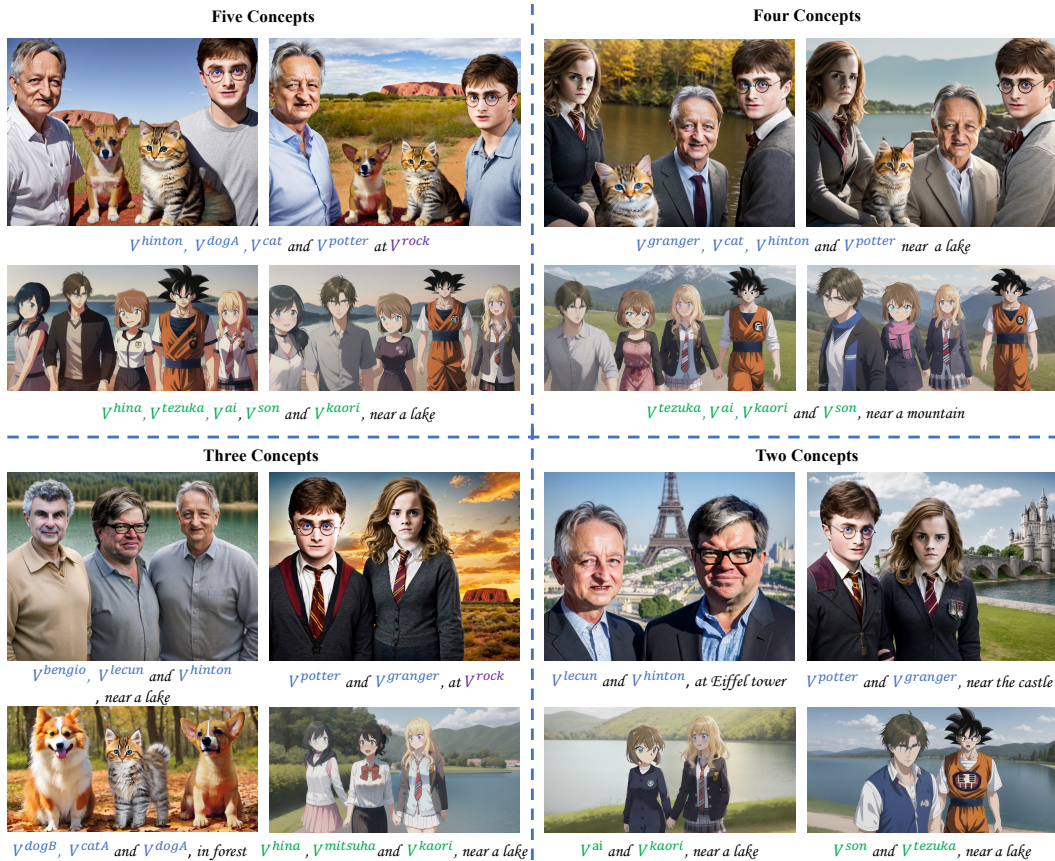 Five Concepts
V^hinton, V^dogA ,V^cat and V^potter at V^rock
V^hina, V^tezuka, V^ai, V^son and V^kaori, near a lake
Four Concepts
V^granger, V^cat, V^hinton and V^potter near a lake
V^tezuka, V^ai, V^kaori and V^son, near a mountain
Three Concepts
V^bengio, V^lecun and V^hinton
, near a lake
V^potter and V^granger, at V^rock
V^dogB, V^catA and V^dogA, in forest
V^hina ,V^mitsuha and V^kaori, near a lake
Two Concepts
V^lecun and V^hinton, at Eiffel tower
V^potter and V^granger, near the castle
V^ai and V^kaori, near a lake
V^son and V^tezuka, near a lake